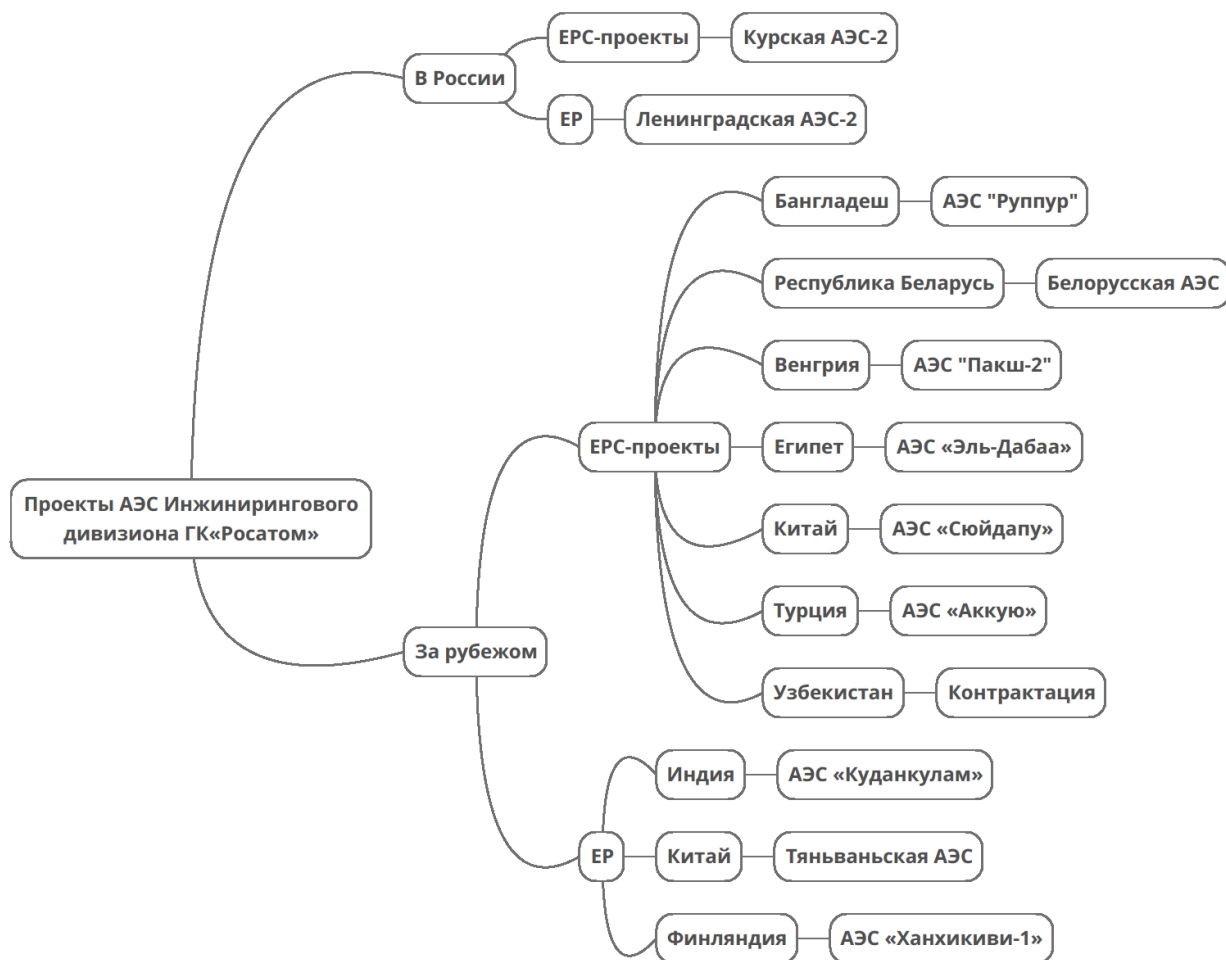 Проекты АЭС Инжинирингового
дивизиона ГК«Росатом»
В России
EPC-проекты
Курская АЭС-2
EP
Ленинградская АЭС-2
За рубежом
EPC-проекты
Бангладеш
АЭС "Руппур"
Республика Беларусь
Белорусская АЭС
Венгрия
АЭС "Пакш-2"
Египет
АЭС «Эль-Дабаа»
Китай
АЭС «Сюйдапу»
Турция
АЭС «Аккую»
Узбекистан
Контрактация
EP
Индия
АЭС «Куданкулам»
Китай
Тяньваньская АЭС
Финляндия
АЭС «Ханхикиви-1»